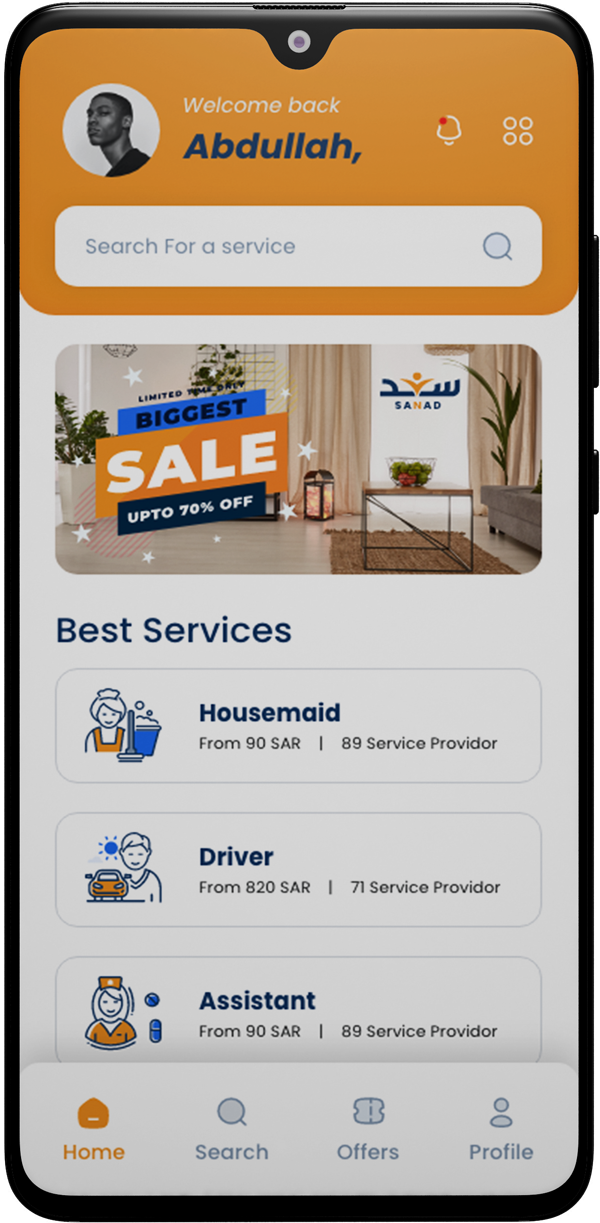 Welcome back
Abdullah,
Search For a service
LIMITED TIME ONLY
BIGGEST
SALE
UPTO 70% OFF
سند
SANAD
Best Services
Housemaid
From 90 SAR | 89 Service Providor
Driver
From 820 SAR | 71 Service Providor
Assistant
From 90 SAR | 89 Service Providor
Home Search Offers Profile